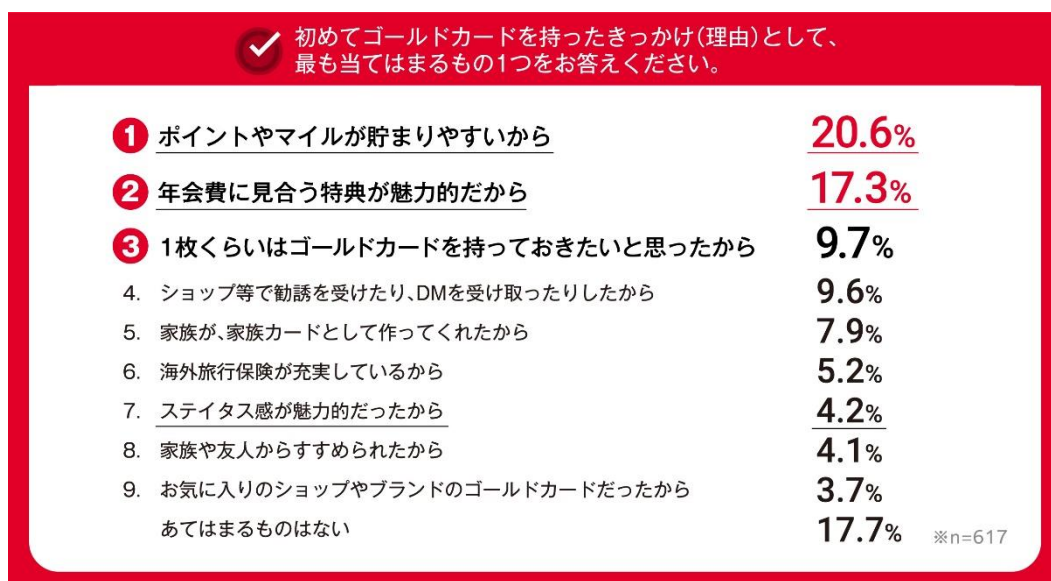 初めてゴールドカードを持ったきっかけ（理由）として、
最も当てはまるもの1つをお答えください。
1 ポイントやマイルが貯まりやすいから 20.6%
2 年会費に見合う特典が魅力的だから 17.3%
3 1枚くらいはゴールドカードを持っておきたいと思ったから 9.7%
4. ショップ等で勧誘を受けたり、DMを受け取ったりしたから 9.6%
5. 家族が、家族カードとして作ってくれたから 7.9%
6. 海外旅行保険が充実しているから 5.2%
7. ステイタス感が魅力的だったから 4.2%
8. 家族や友人からすすめられたから 4.1%
9. お気に入りのショップやブランドのゴールドカードだったから 3.7%
あてはまるものはない 17.7% ※n=617